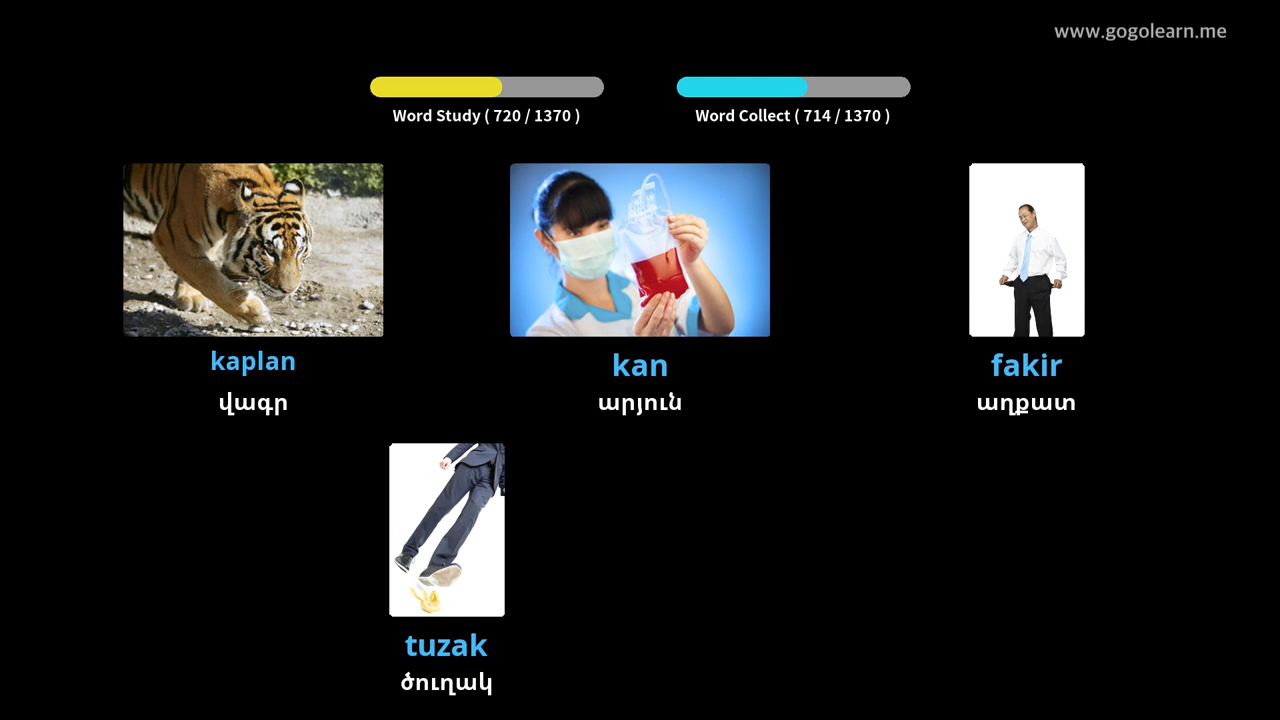 www.gogolearn.me
Word Study ( 720 / 1370 )
Word Collect ( 714 / 1370 )
kaplan
վագր
kan
արյուն
fakir
աղքատ
tuzak
ծուղակ